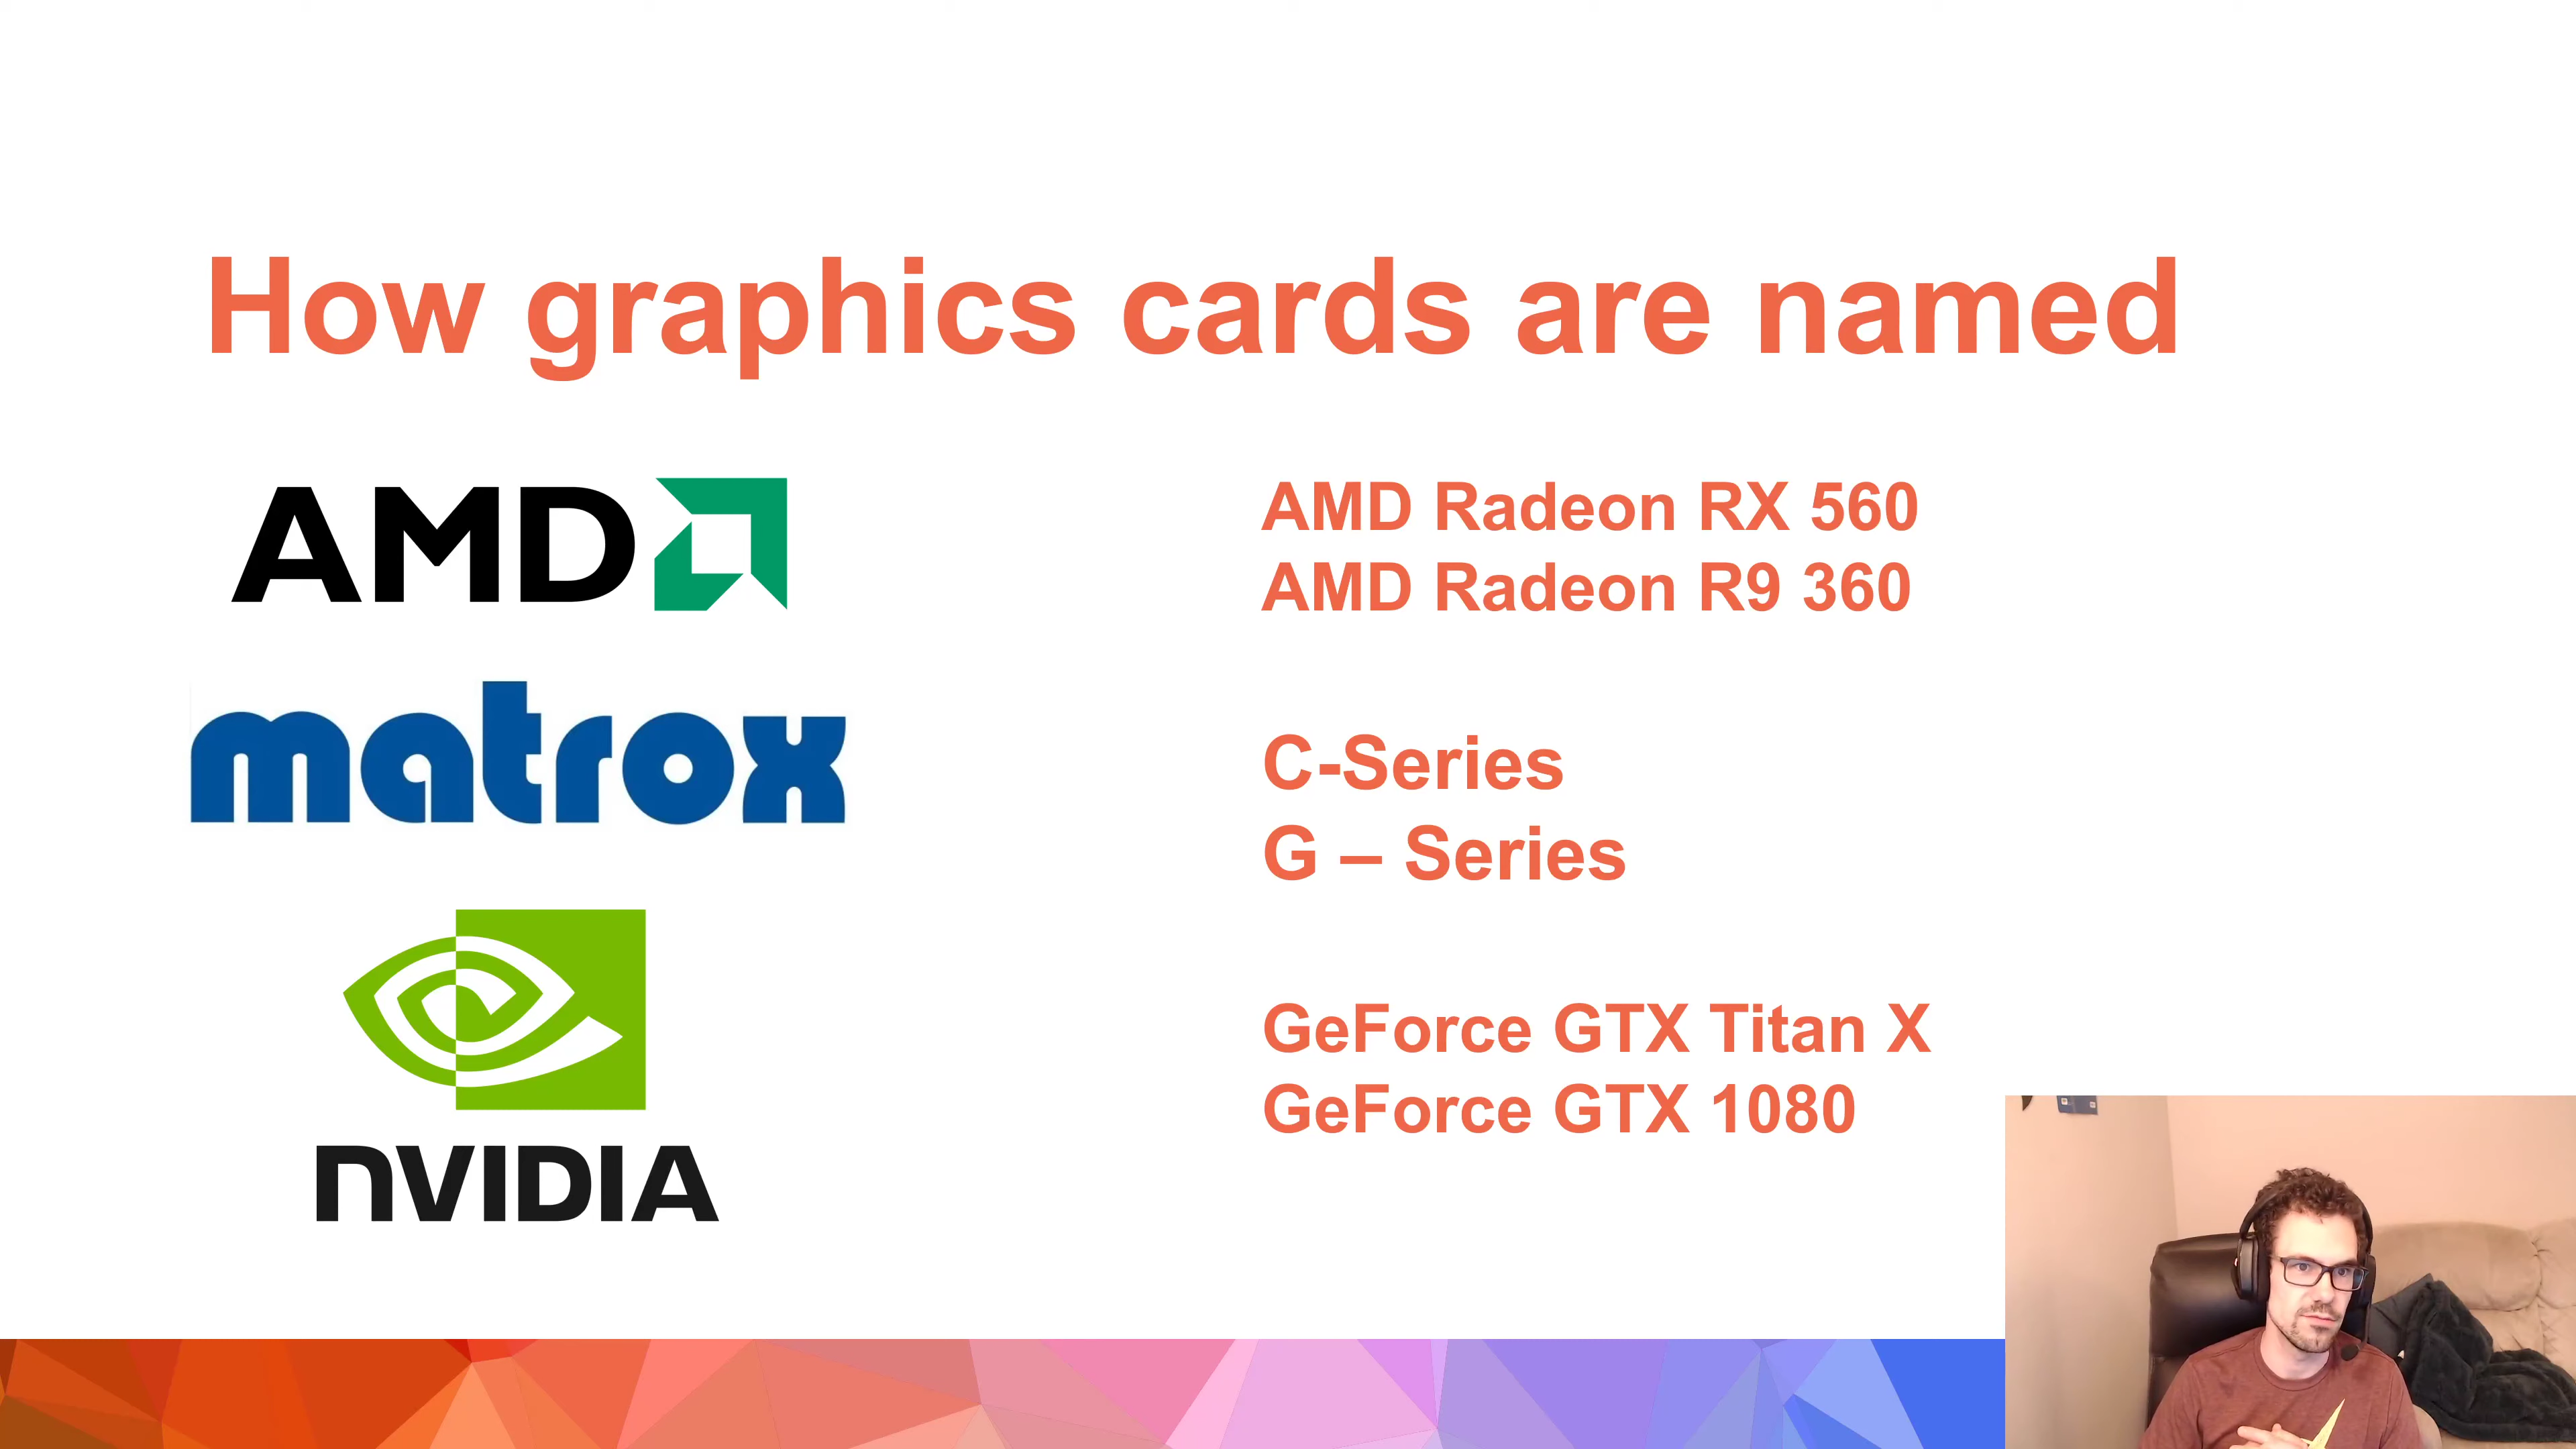 How graphics cards are named
AMD
AMD Radeon RX 560
AMD Radeon R9 360
matrox
C-Series
G – Series
nVIDIA
GeForce GTX Titan X
GeForce GTX 1080